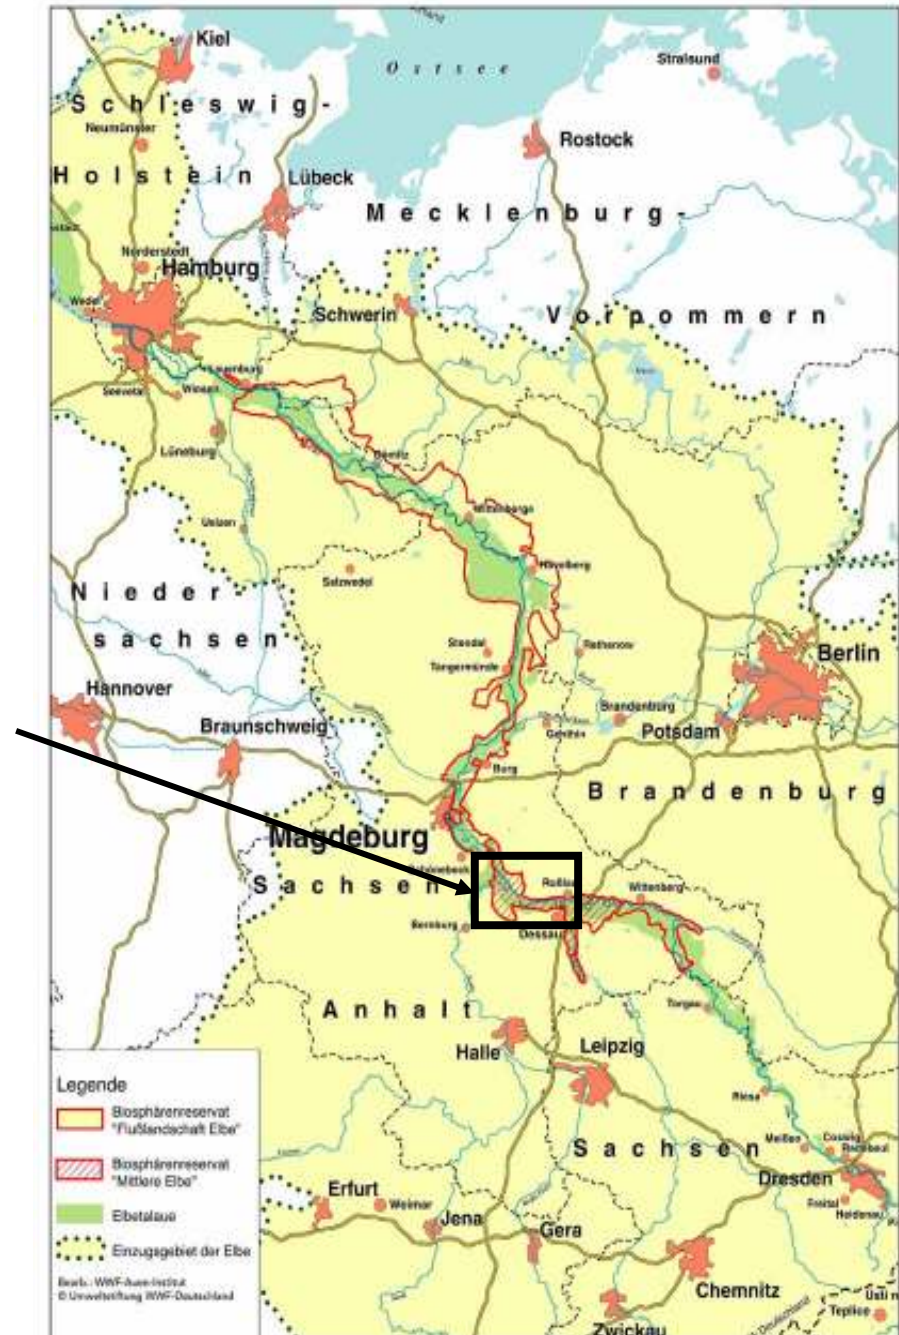 Kiel
Ostsee
Stralsund
Schleswig-
Neumünster
Rostock
Holstein
Lübeck
Mecklenburg-
Norderstedt
Hamburg
Wedel
Schwerin
Vorpommern
Lauenburg
Seevetal
Winsen
Lüneburg
Dömitz
Uelzen
Wittenberge
Havelberg
Salzwedel
Nieder
sachsen
Stendal
Rathenow
Tangermünde
Berlin
Hannover
Brandenburg
Braunschweig
Genthin
Potsdam
Burg
Brandenburg
Magdeburg
Schönebeck
Sachsen
Roßlau
Wittenberg
Bernburg
Dessau
Anhalt
Torgau
Halle
Leipzig
Riesa
Meißen
Coswig
Radebeul
Sachsen
Dresden
Freital
Heidenau
Erfurt
Weimar
Jena
Gera
Chemnitz
Zwickau
Teplice
Deutschland
Legende
Biosphärenreservat
"Flußlandschaft Elbe"
Biosphärenreservat
"Mittlere Elbe"
Elbetalaue
Einzugsgebiet der Elbe
Bearb.: WWF-Auen-Institut
© Umweltstiftung WWF-Deutschland